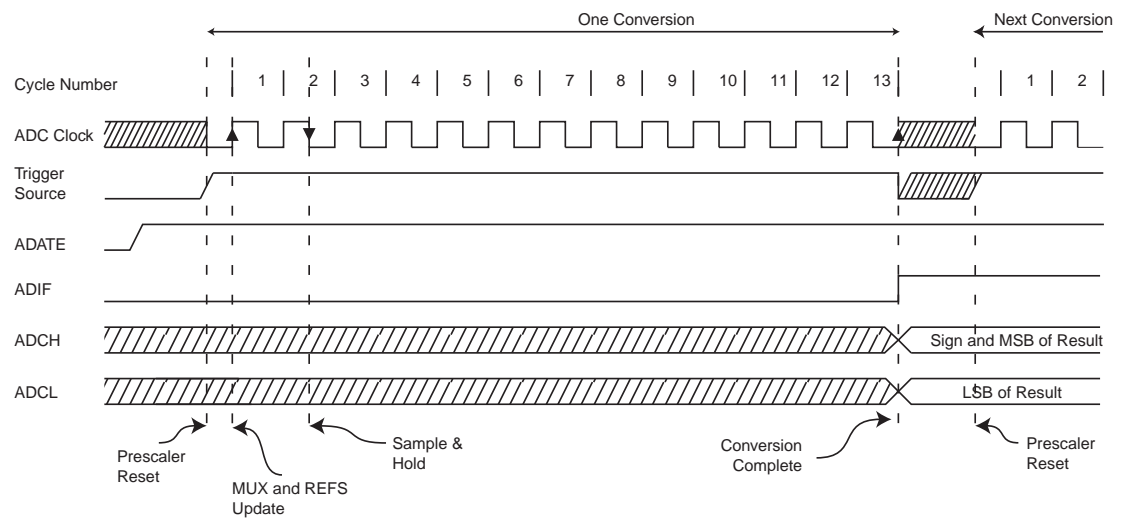 One Conversion
Next Conversion
Cycle Number
1 2 3 4 5 6 7 8 9 10 11 12 13 1 2
ADC Clock
Trigger
Source
ADATE
ADIF
ADCH
Sign and MSB of Result
ADCL
LSB of Result
Prescaler
Reset
MUX and REFS
Update
Sample &
Hold
Conversion
Complete
Prescaler
Reset